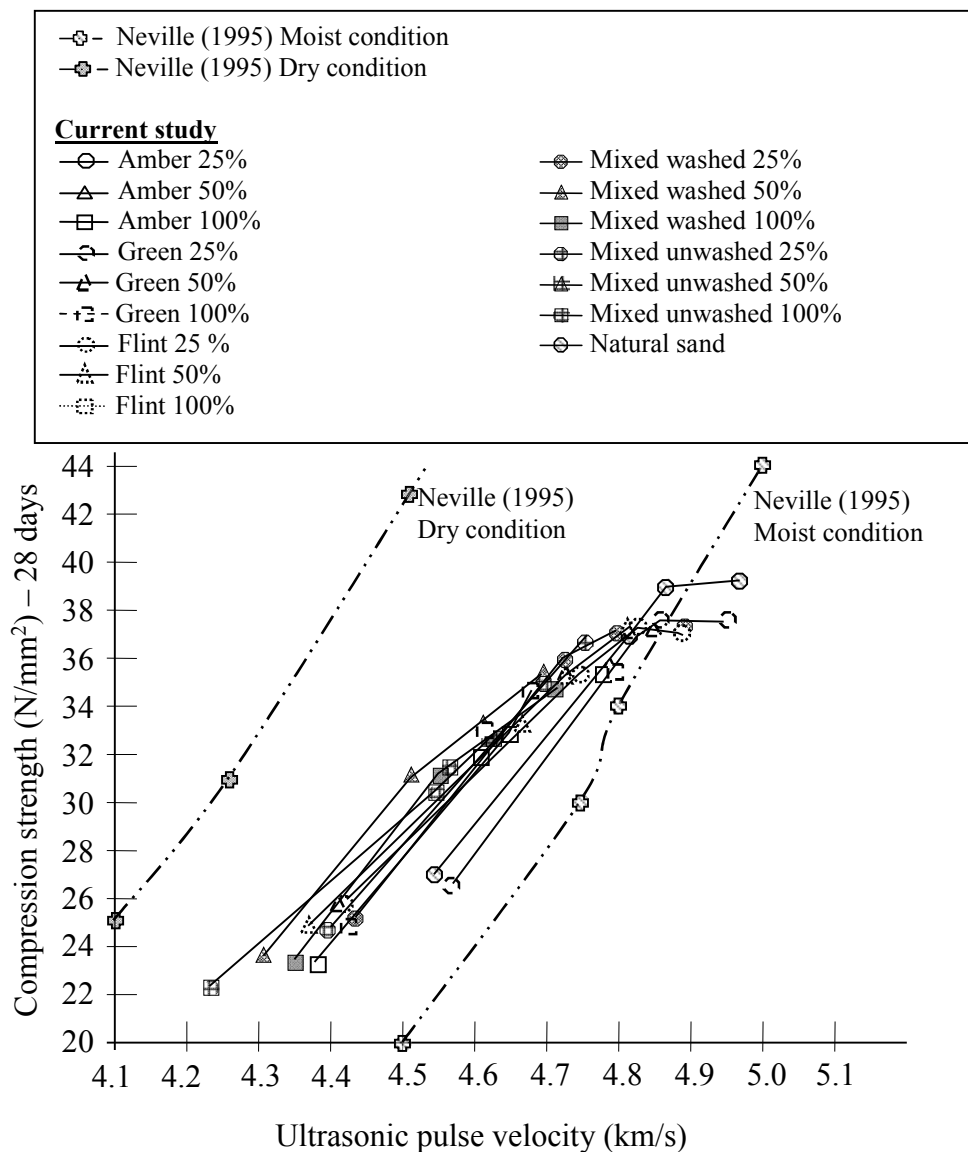 Neville (1995) Moist condition
Neville (1995) Dry condition
Current study
Amber 25%
Amber 50%
Amber 100%
Green 25%
Green 50%
Green 100%
Flint 25 %
Flint 50%
Flint 100%
Mixed washed 25%
Mixed washed 50%
Mixed washed 100%
Mixed unwashed 25%
Mixed unwashed 50%
Mixed unwashed 100%
Natural sand
Compression strength (N/mm²) – 28 days
44
42
40
38
36
34
32
30
28
26
24
22
20
Neville (1995)
Dry condition
Neville (1995)
Moist condition
4.1 4.2 4.3 4.4 4.5 4.6 4.7 4.8 4.9 5.0 5.1
Ultrasonic pulse velocity (km/s)